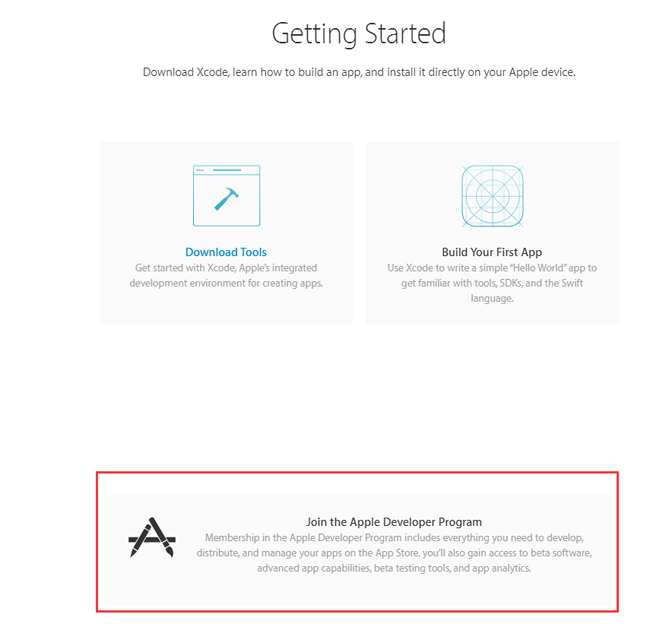 Getting Started
Download Xcode, learn how to build an app, and install it directly on your Apple device.
Download Tools
Get started with Xcode, Apple's integrated
development environment for creating apps.
Build Your First App
Use Xcode to write a simple “Hello World” app to
get familiar with tools, SDKs, and the Swift
language.
Join the Apple Developer Program
Membership in the Apple Developer Program includes everything you need to develop,
distribute, and manage your apps on the App Store. you'll also gain access to beta software,
advanced app capabilities, beta testing tools, and app analytics.